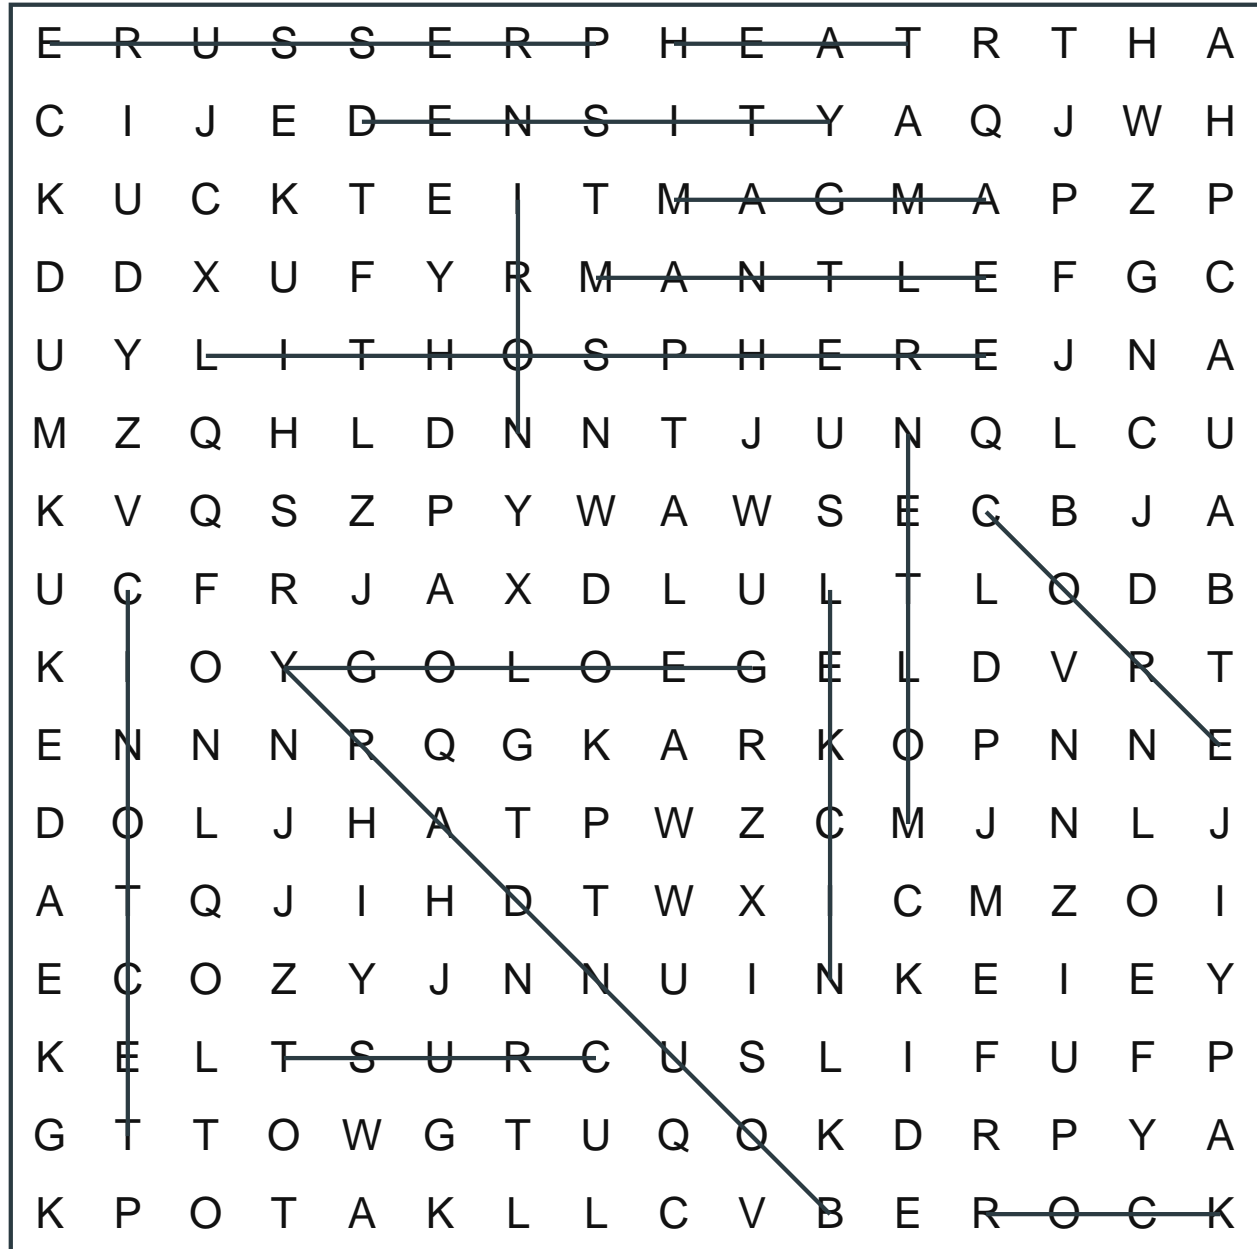 E R U S S E R P H E A T R T H A
C I J E D E N S I T Y A Q J W H
K U C K T E I T M A G M A P Z P
D D X U F Y R M A N T L E F G C
U Y L I T H O S P H E R E J N A
M Z Q H L D N N T J U N Q L C U
K V Q S Z P Y W A W S E C B J A
U C F R J A X D L U L T L O D B
K I O Y G O L O E G E L D V R T
E N N N R Q G K A R K O P N N E
D O L J H A T P W Z C M J N L J
A T Q J I H D T W X I C M Z O I
E C O Z Y J N N U I N K E I E Y
K E L T S U R C U S L I F U F P
G T T O W G T U Q O K D R P Y A
K P O T A K L L C V B E R O C K